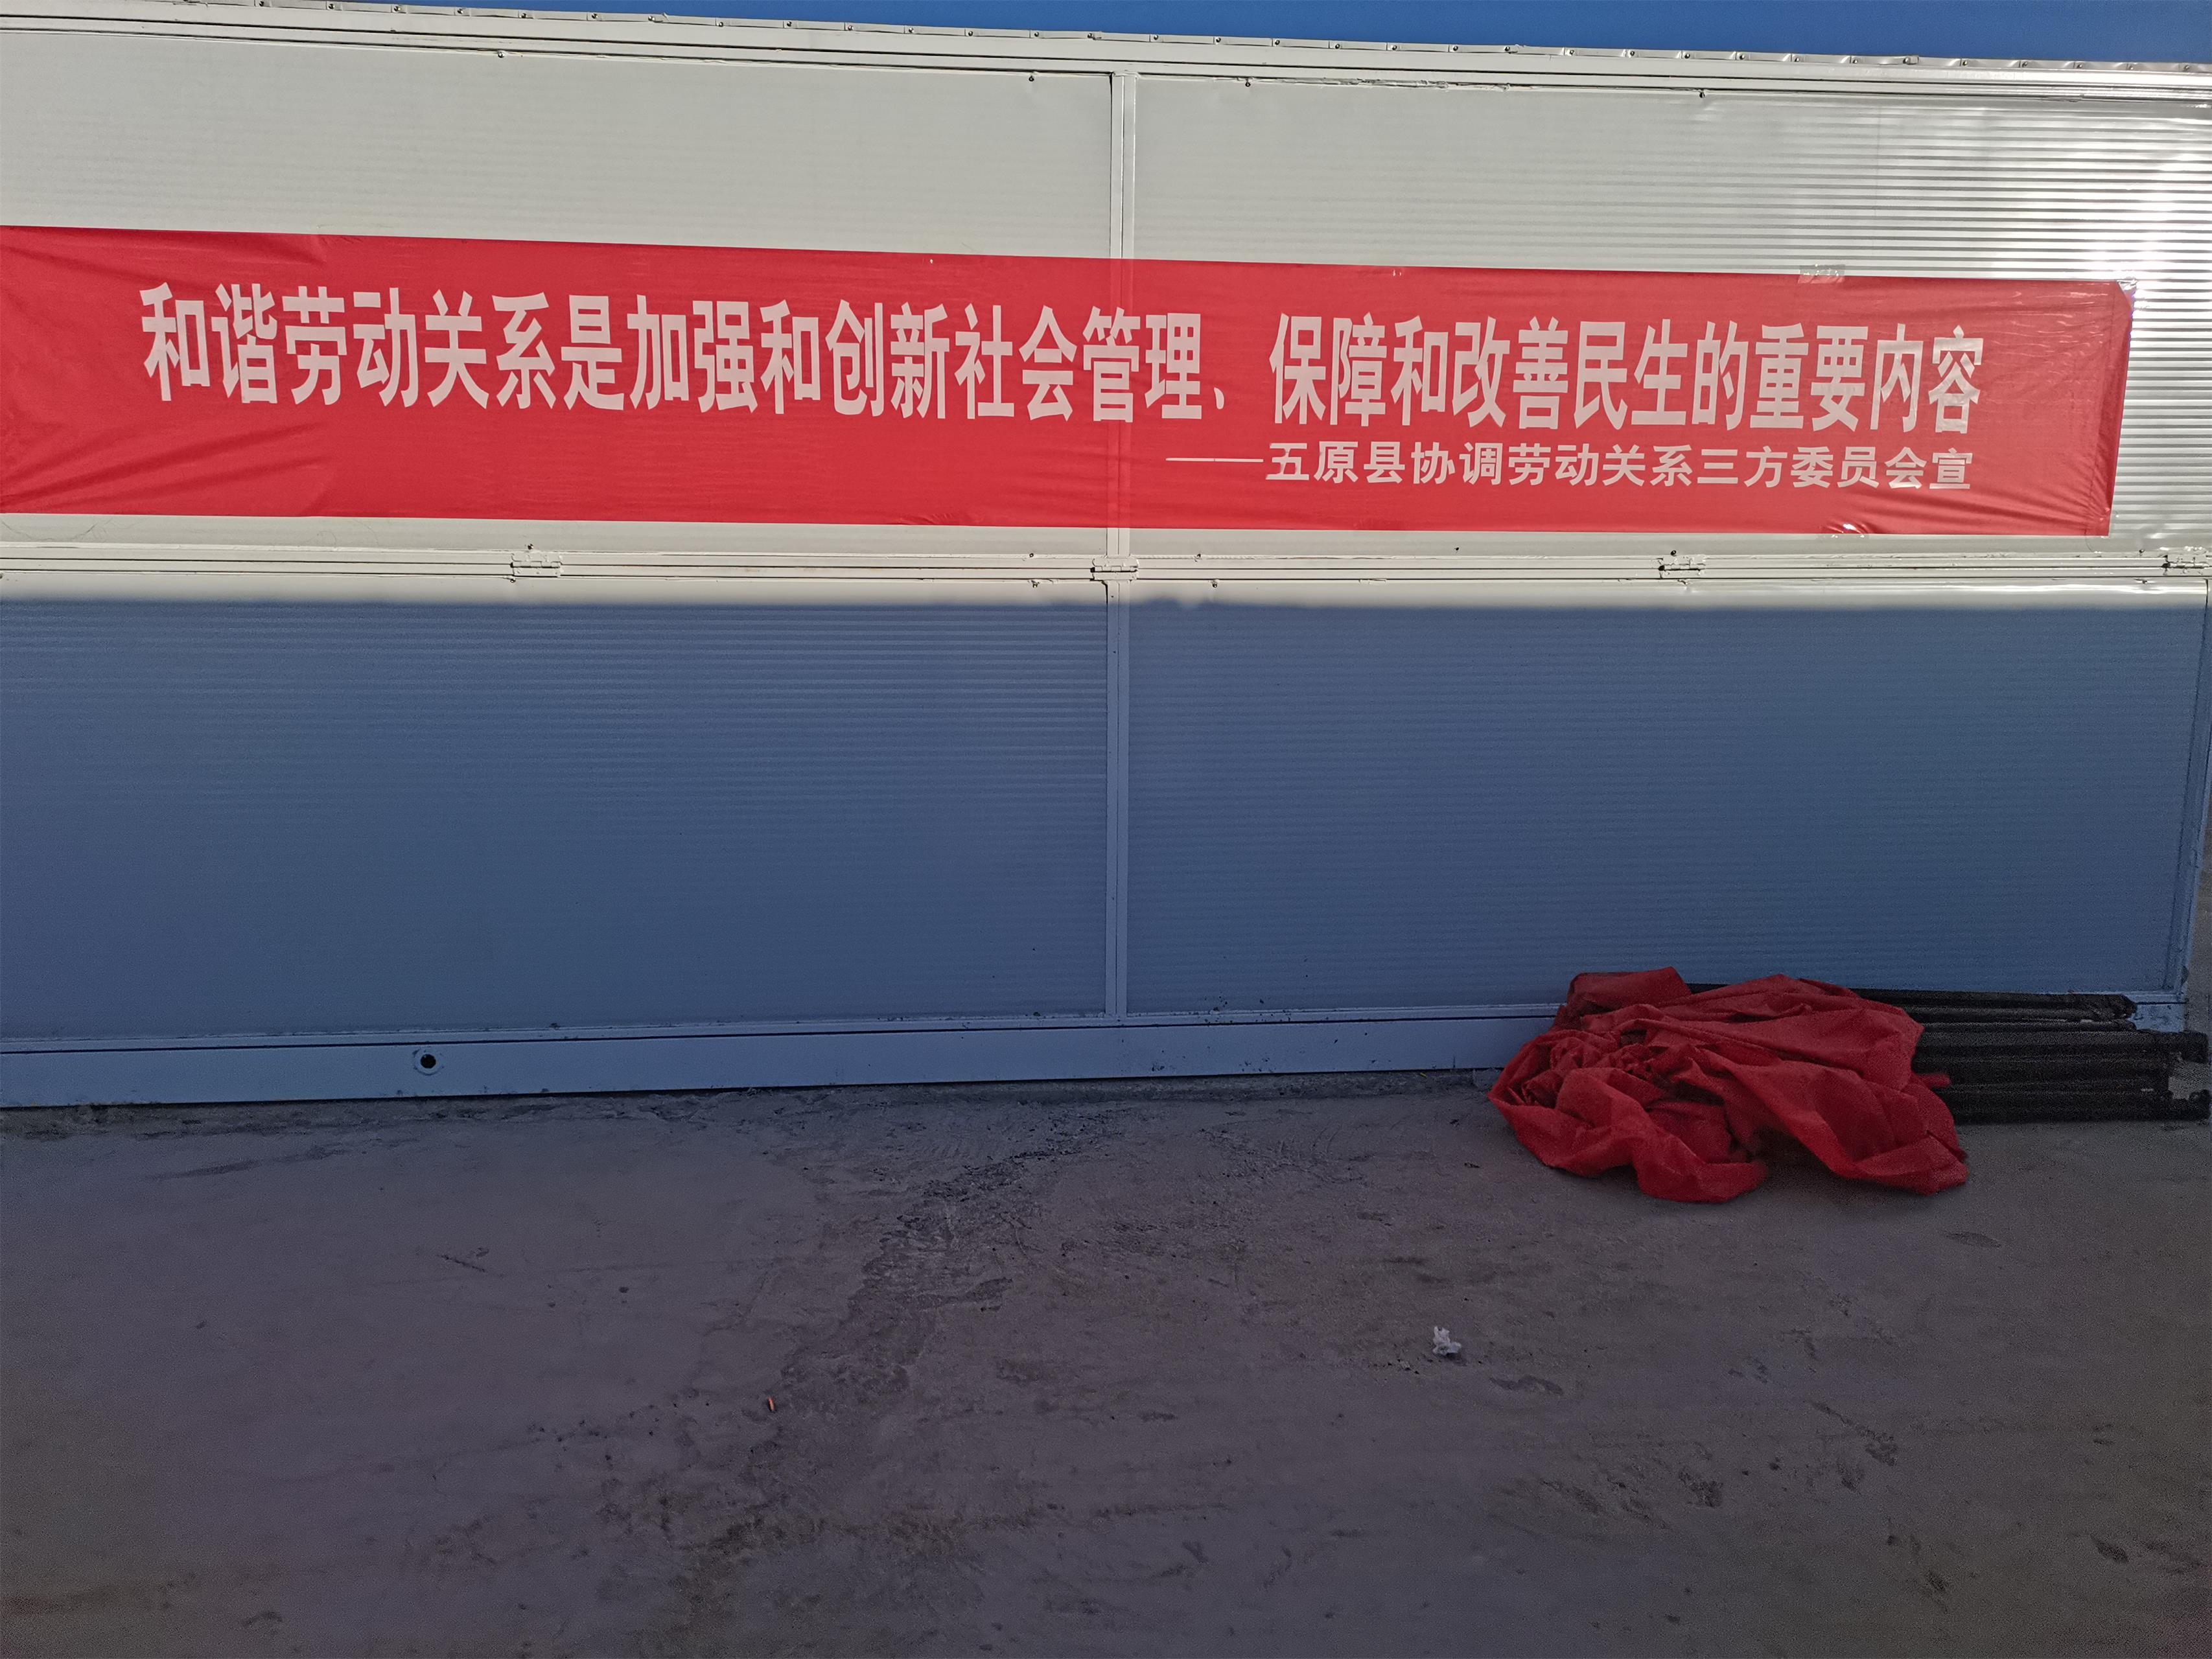 和谐劳动关系是加强和创新社会管理、保障和改善民生的重要内容
——五原县协调劳动关系三方委员会宣